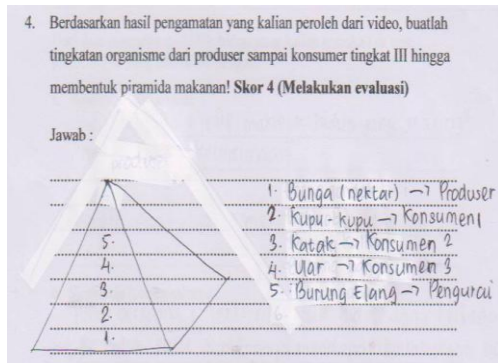 4. Berdasarkan hasil pengamatan yang kalian peroleh dari video, buatlah
tingkatan organisme dari produser sampai konsumer tingkat III hingga
membentuk piramida makanan! Skor 4 (Melakukan evaluasi)
Jawab :
1. Bunga (nektar) → Produser
2. Kupu-kupu → Konsumen 1
3. Katak → Konsumen 2
4. Ular → Konsumen 3
5. Burung Elang → Pengurai
5.
4.
3.
2.
1.